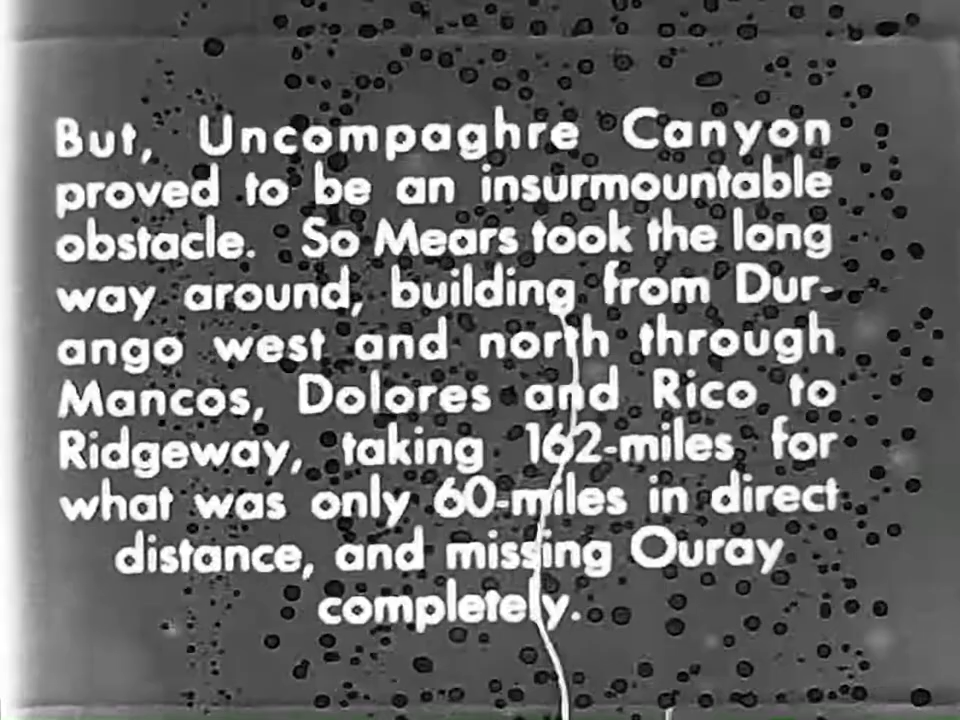 But, Uncompaghre Canyon
proved to be an insurmountable
obstacle. So Mears took the long
way around, building from Dur-
ango west and north through
Mancos, Dolores and Rico to
Ridgeway, taking 162-miles for
what was only 60-miles in direct
distance, and missing Ouray
completely.